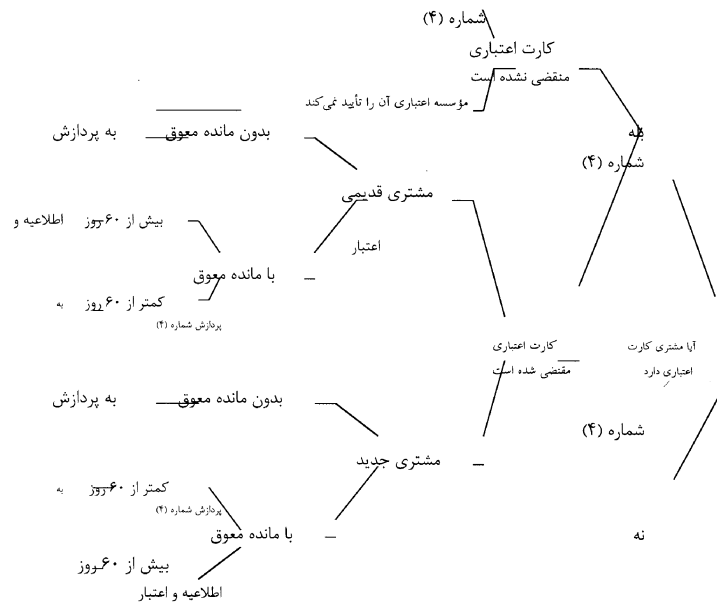 شماره (۴)
کارت اعتباری
منقضی نشده است
مؤسسه اعتباری آن را تأیید نمی‌کند
بدون مانده معوق
به پردازش
بله
شماره (۴)
مشتری قدیمی
بیش از ۶۰ روز
اطلاعیه و
اعتبار
با مانده معوق
کمتر از ۶۰ روز
به
پردازش شماره (۴)
آیا مشتری کارت
اعتباری دارد
کارت اعتباری
مقتضی شده است
بدون مانده معوق
به پردازش
شماره (۴)
مشتری جدید
کمتر از ۶۰ روز
به
پردازش شماره (۴)
با مانده معوق
نه
بیش از ۶۰ روز
اطلاعیه و اعتبار